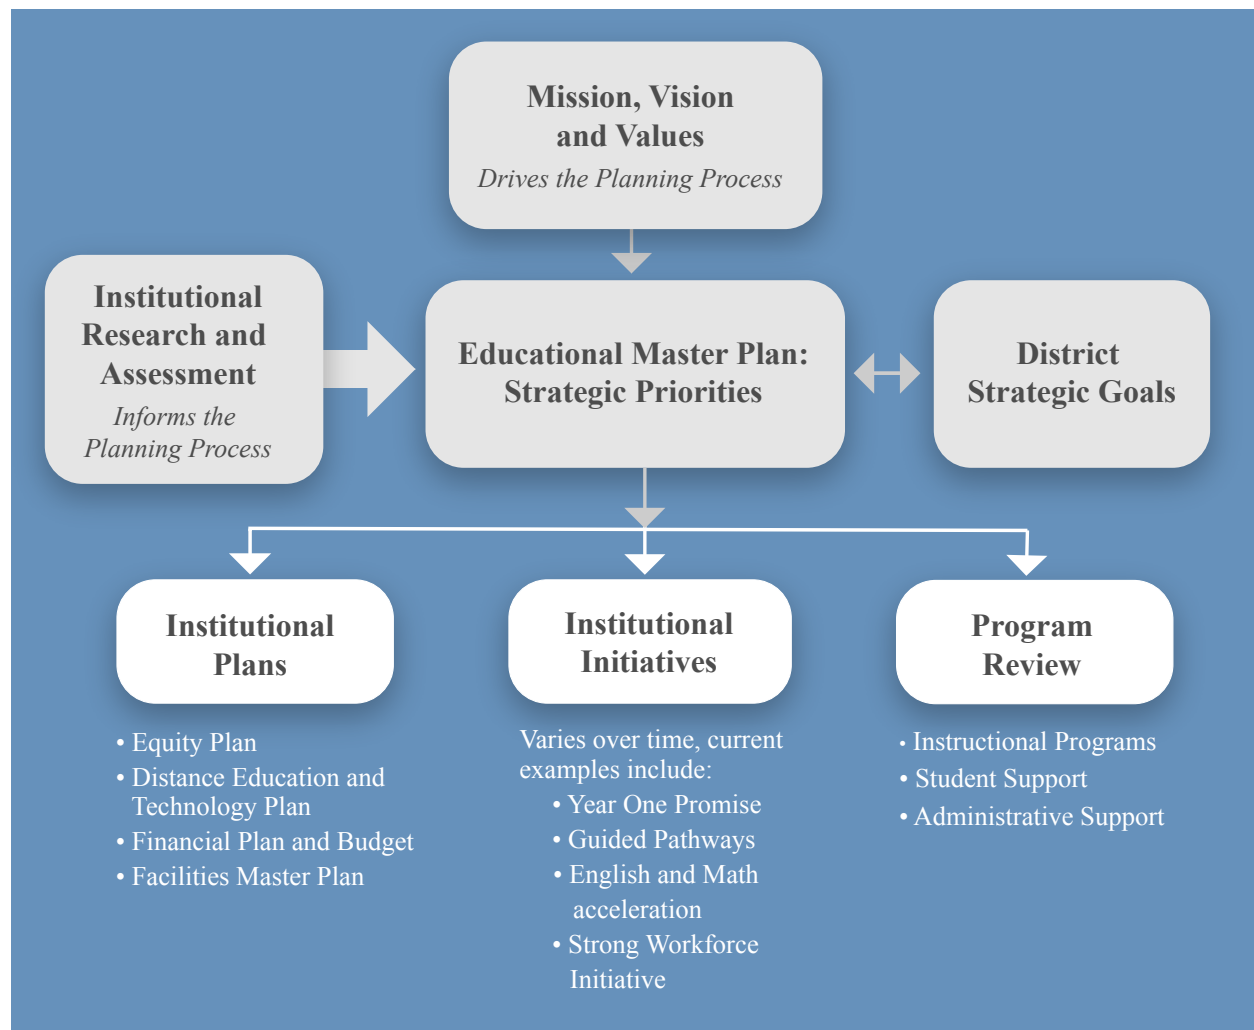 Mission, Vision
and Values
Drives the Planning Process
Institutional
Research and
Assessment
Informs the
Planning Process
Educational Master Plan:
Strategic Priorities
District
Strategic Goals
Institutional
Plans
• Equity Plan
• Distance Education and
Technology Plan
• Financial Plan and Budget
• Facilities Master Plan
Institutional
Initiatives
Varies over time, current
examples include:
• Year One Promise
• Guided Pathways
• English and Math
acceleration
• Strong Workforce
Initiative
Program
Review
• Instructional Programs
• Student Support
• Administrative Support